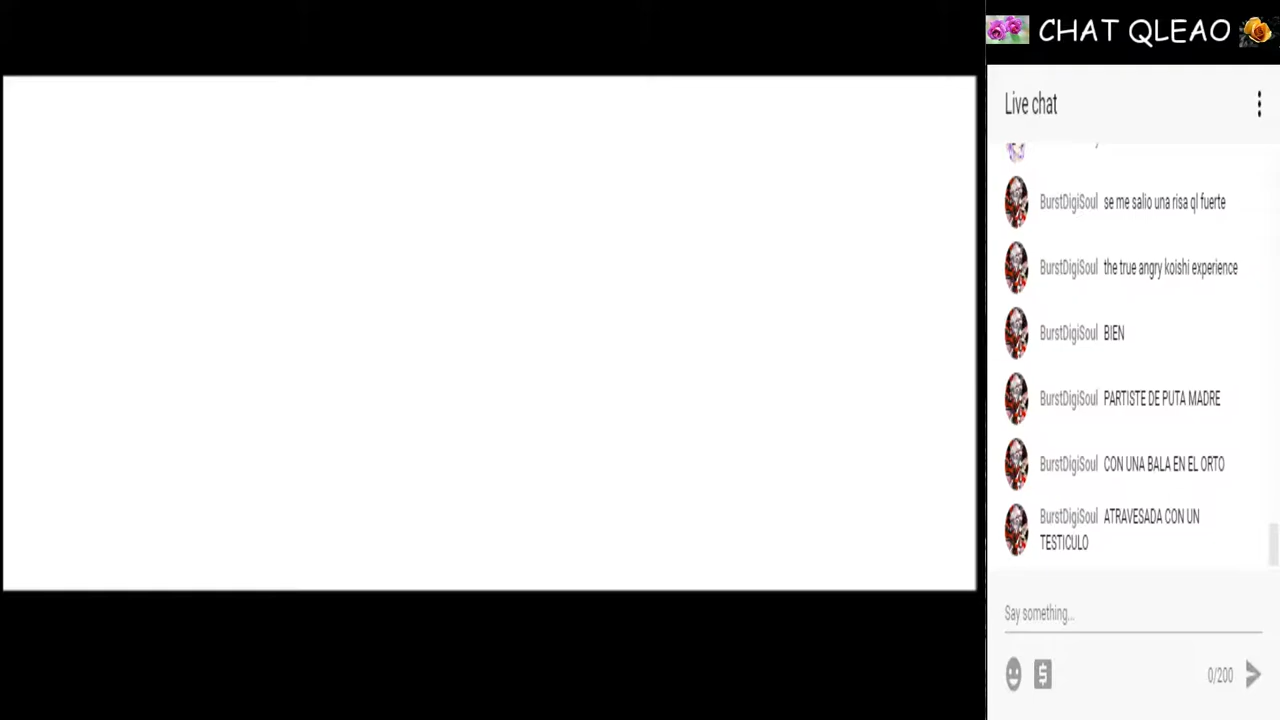 CHAT QLEAO
Live chat
BurstDigiSoul se me salio una risa ql fuerte
BurstDigiSoul the true angry koishi experience
BurstDigiSoul BIEN
BurstDigiSoul PARTISTE DE PUTA MADRE
BurstDigiSoul CON UNA BALA EN EL ORTO
BurstDigiSoul ATRAVESADA CON UN
TESTICULO
Say something...
0/200